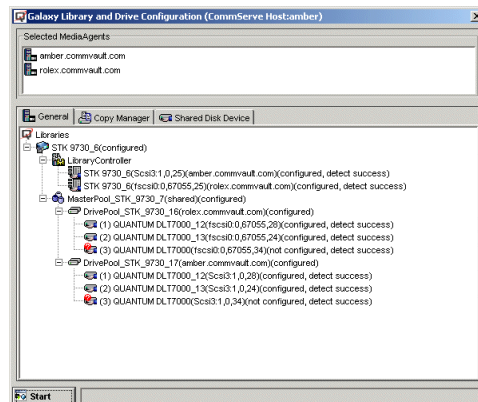 Galaxy Library and Drive Configuration (CommServe Host:amber)
Selected MediaAgents
amber.commvault.com
rolex.commvault.com
General
Copy Manager
Shared Disk Device
Libraries
STK 9730_6(configured)
LibraryController
STK 9730_6(Scsi3:1,0,25)(amber.commvault.com)(configured, detect success)
STK 9730_6(fscsi0:0,67055,25)(rolex.commvault.com)(configured, detect success)
MasterPool_STK_9730_7(shared)(configured)
DrivePool_STK_9730_16(rolex.commvault.com)(configured)
(1) QUANTUM DLT7000_12(fscsi0:0,67055,28)(configured, detect success)
(2) QUANTUM DLT7000_13(fscsi0:0,67055,24)(configured, detect success)
(3) QUANTUM DLT7000(fscsi0:0,67055,34)(not configured, detect success)
DrivePool_STK_9730_17(amber.commvault.com)(configured)
(1) QUANTUM DLT7000_12(Scsi3:1,0,28)(configured, detect success)
(2) QUANTUM DLT7000_13(Scsi3:1,0,24)(configured, detect success)
(3) QUANTUM DLT7000(Scsi3:1,0,34)(not configured, detect success)
Start